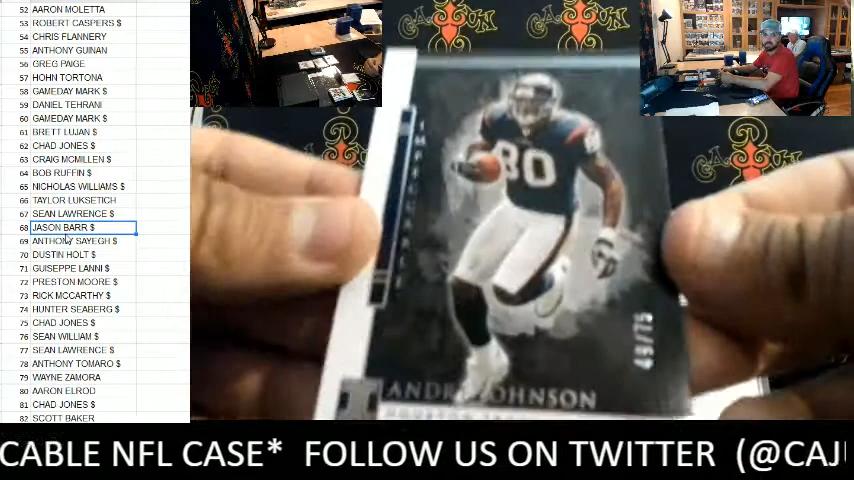 52 AARON MOLETTA
53 ROBERT CASPERS $
54 CHRIS FLANNERY
55 ANTHONY GUINAN
56 GREG PAIGE
57 HOHN TORTONA
58 GAMEDAY MARK $
59 DANIEL TEHRANI
60 GAMEDAY MARK $
61 BRETT LUJAN $
62 CHAD JONES $
63 CRAIG MCMILLEN $
64 BOB RUFFIN $
65 NICHOLAS WILLIAMS $
66 TAYLOR LUKSETICH
67 SEAN LAWRENCE $
68 JASON BARR $
69 ANTHONY SAYEGH $
70 DUSTIN HOLT $
71 GUISEPPE LANNI $
72 PRESTON MOORE $
73 RICK MCCARTHY $
74 HUNTER SEABERG $
75 CHAD JONES $
76 SEAN WILLIAM $
77 SEAN LAWRENCE $
78 ANTHONY TOMARO $
79 WAYNE ZAMORA
80 AARON ELROD
81 CHAD JONES $
82 SCOTT BAKER
80
49/75
ANDRE JOHNSON
CABLE NFL CASE* FOLLOW US ON TWITTER (@CAJU